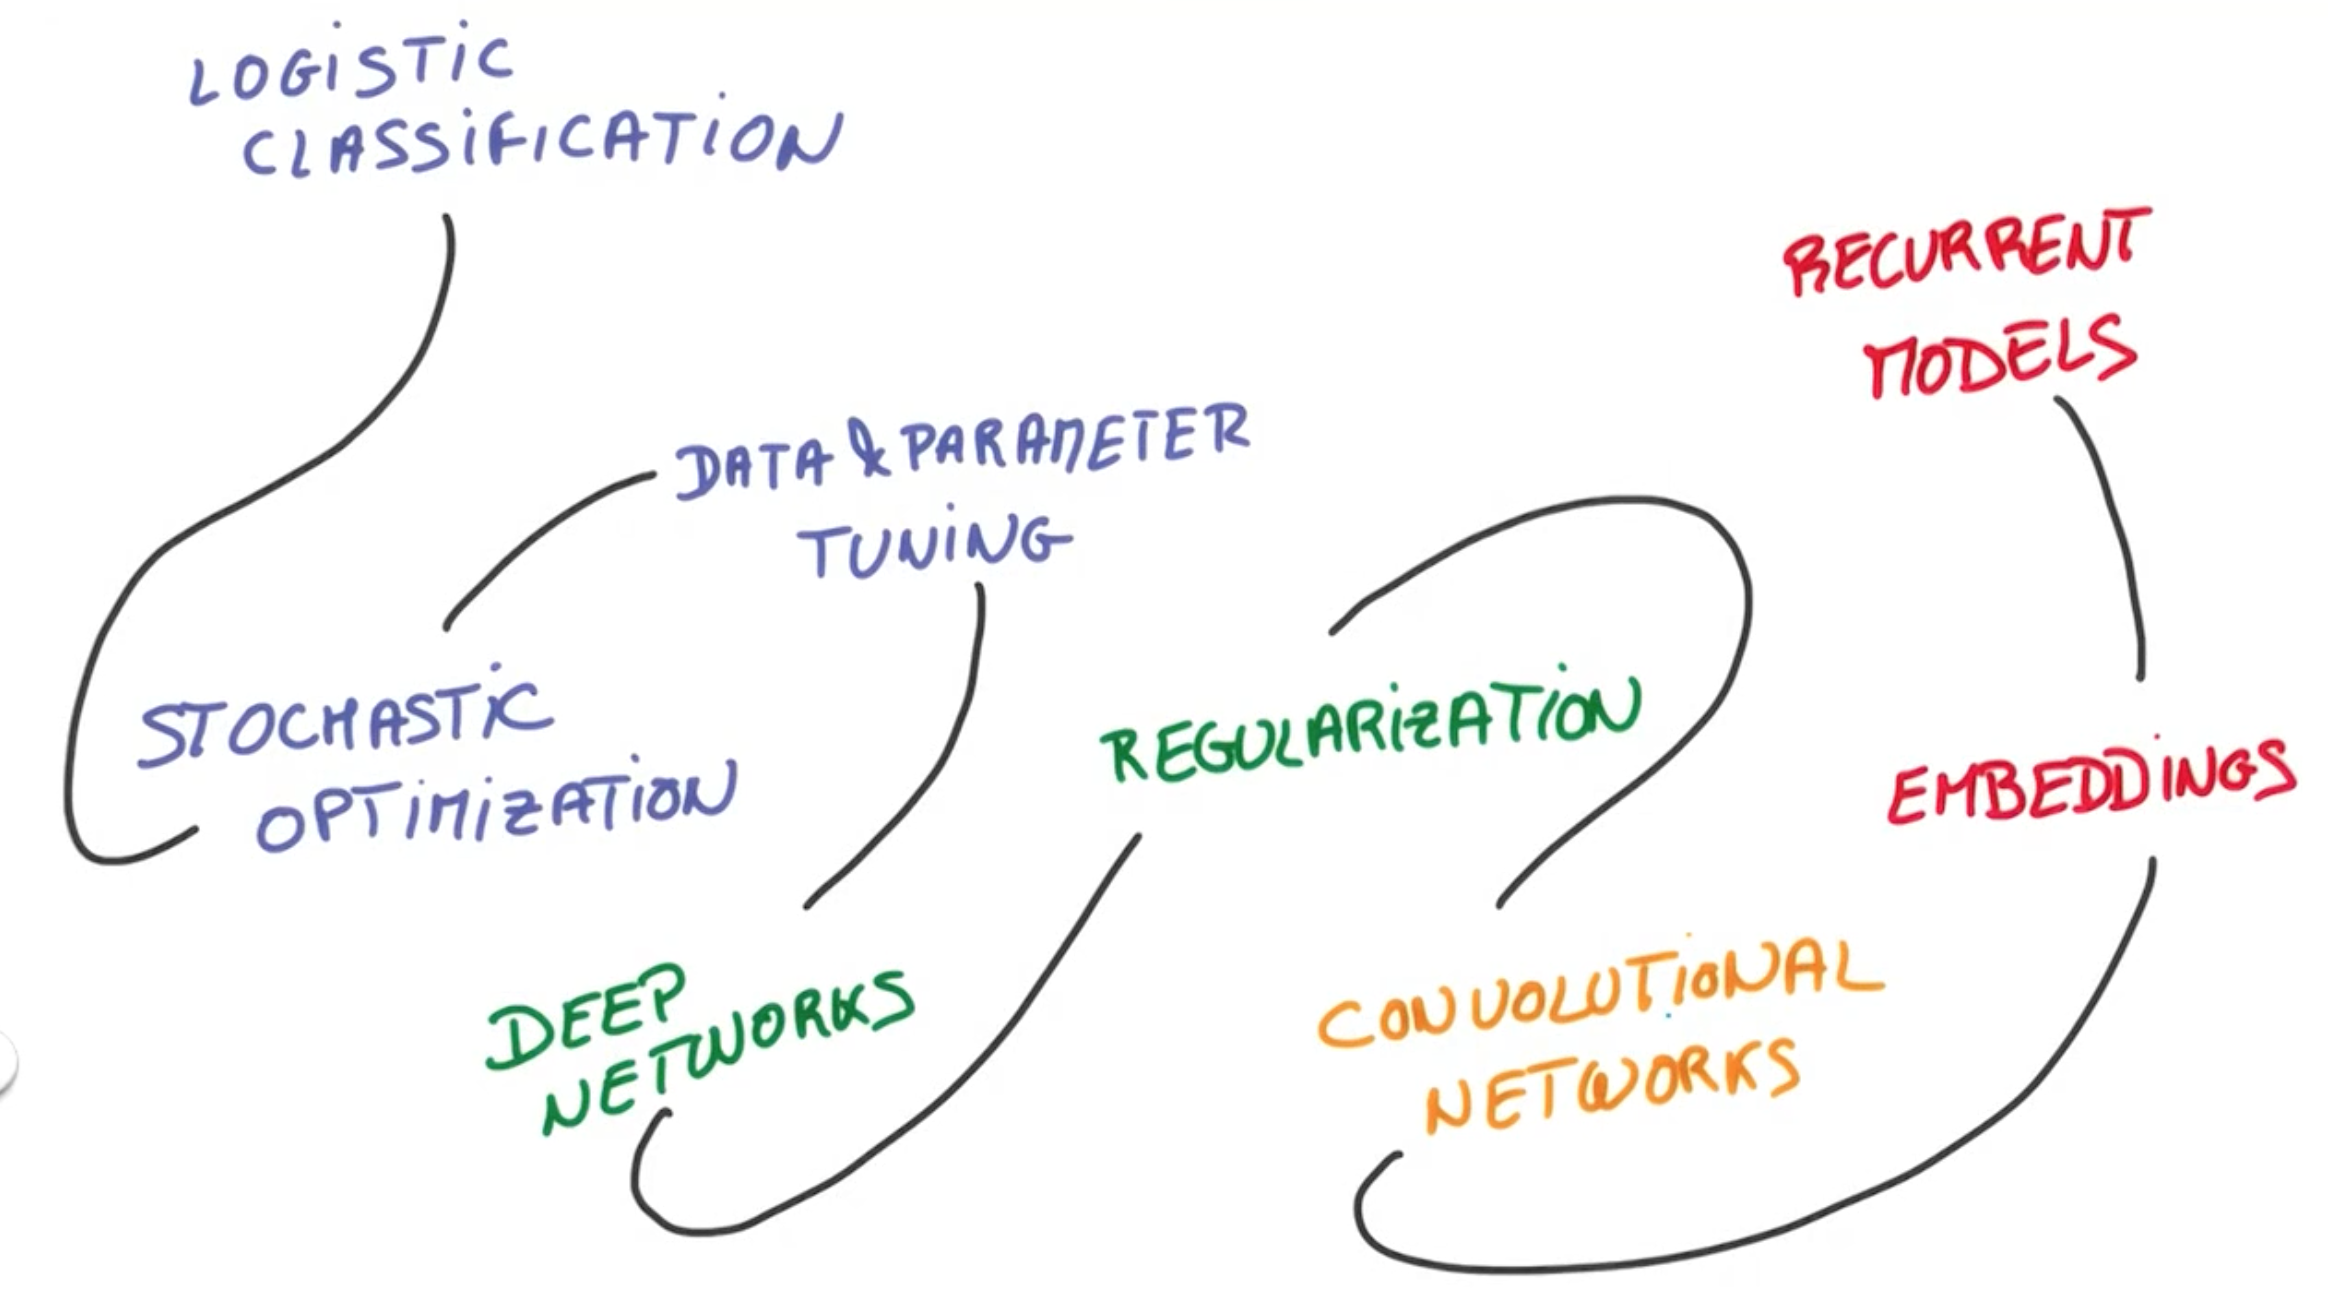 LOGISTIC
CLASSIFICATION
RECURRENT
MODELS
DATA & PARAMETER
TUNING
STOCHASTIC
OPTIMIZATION
REGULARIZATION
EMBEDDINGS
DEEP
NETWORKS
CONVOLUTIONAL
NETWORKS